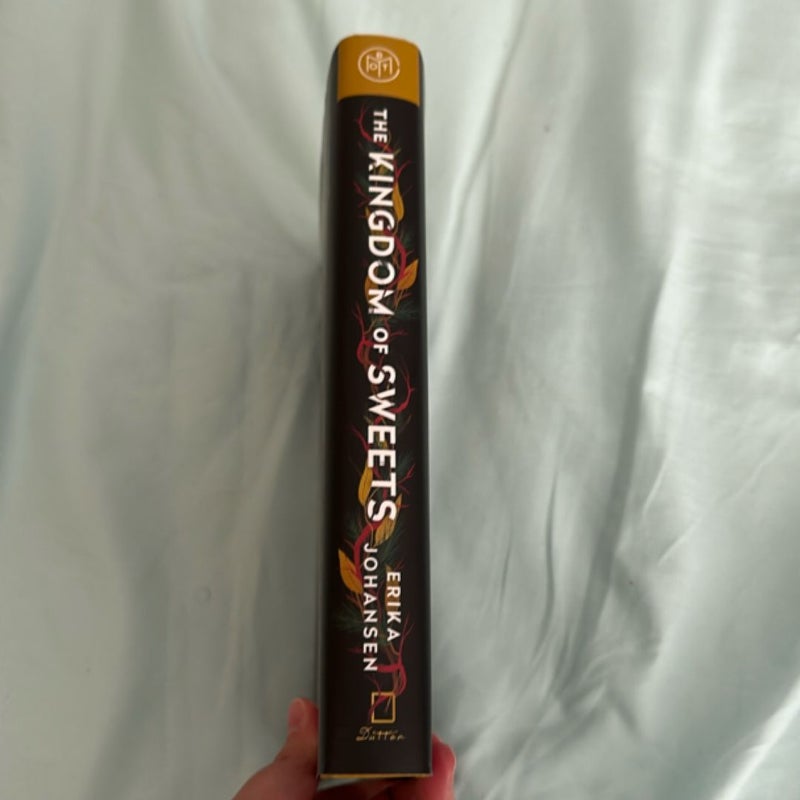 THE KINGDOM OF SWEETS
ERIKA
JOHANSEN
Dutton